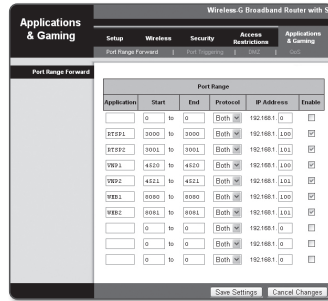 Wireless-G Broadband Router with S
Applications & Gaming
Setup Wireless Security Access Restrictions Applications & Gaming
Port Range Forward | Port Triggering | DMZ | QoS
Port Range Forward
Port Range
Application Start End Protocol IP Address Enable
0 to 0 Both 192.168.1. 0
RTSP1 3000 to 3000 Both 192.168.1. 100
RTSP2 3001 to 3001 Both 192.168.1. 101
VNP1 4520 to 4520 Both 192.168.1. 100
VNP2 4521 to 4521 Both 192.168.1. 101
WEB1 8080 to 8080 Both 192.168.1. 100
WEB2 8081 to 8081 Both 192.168.1. 101
0 to 0 Both 192.168.1. 0
0 to 0 Both 192.168.1. 0
0 to 0 Both 192.168.1. 0
Save Settings Cancel Changes